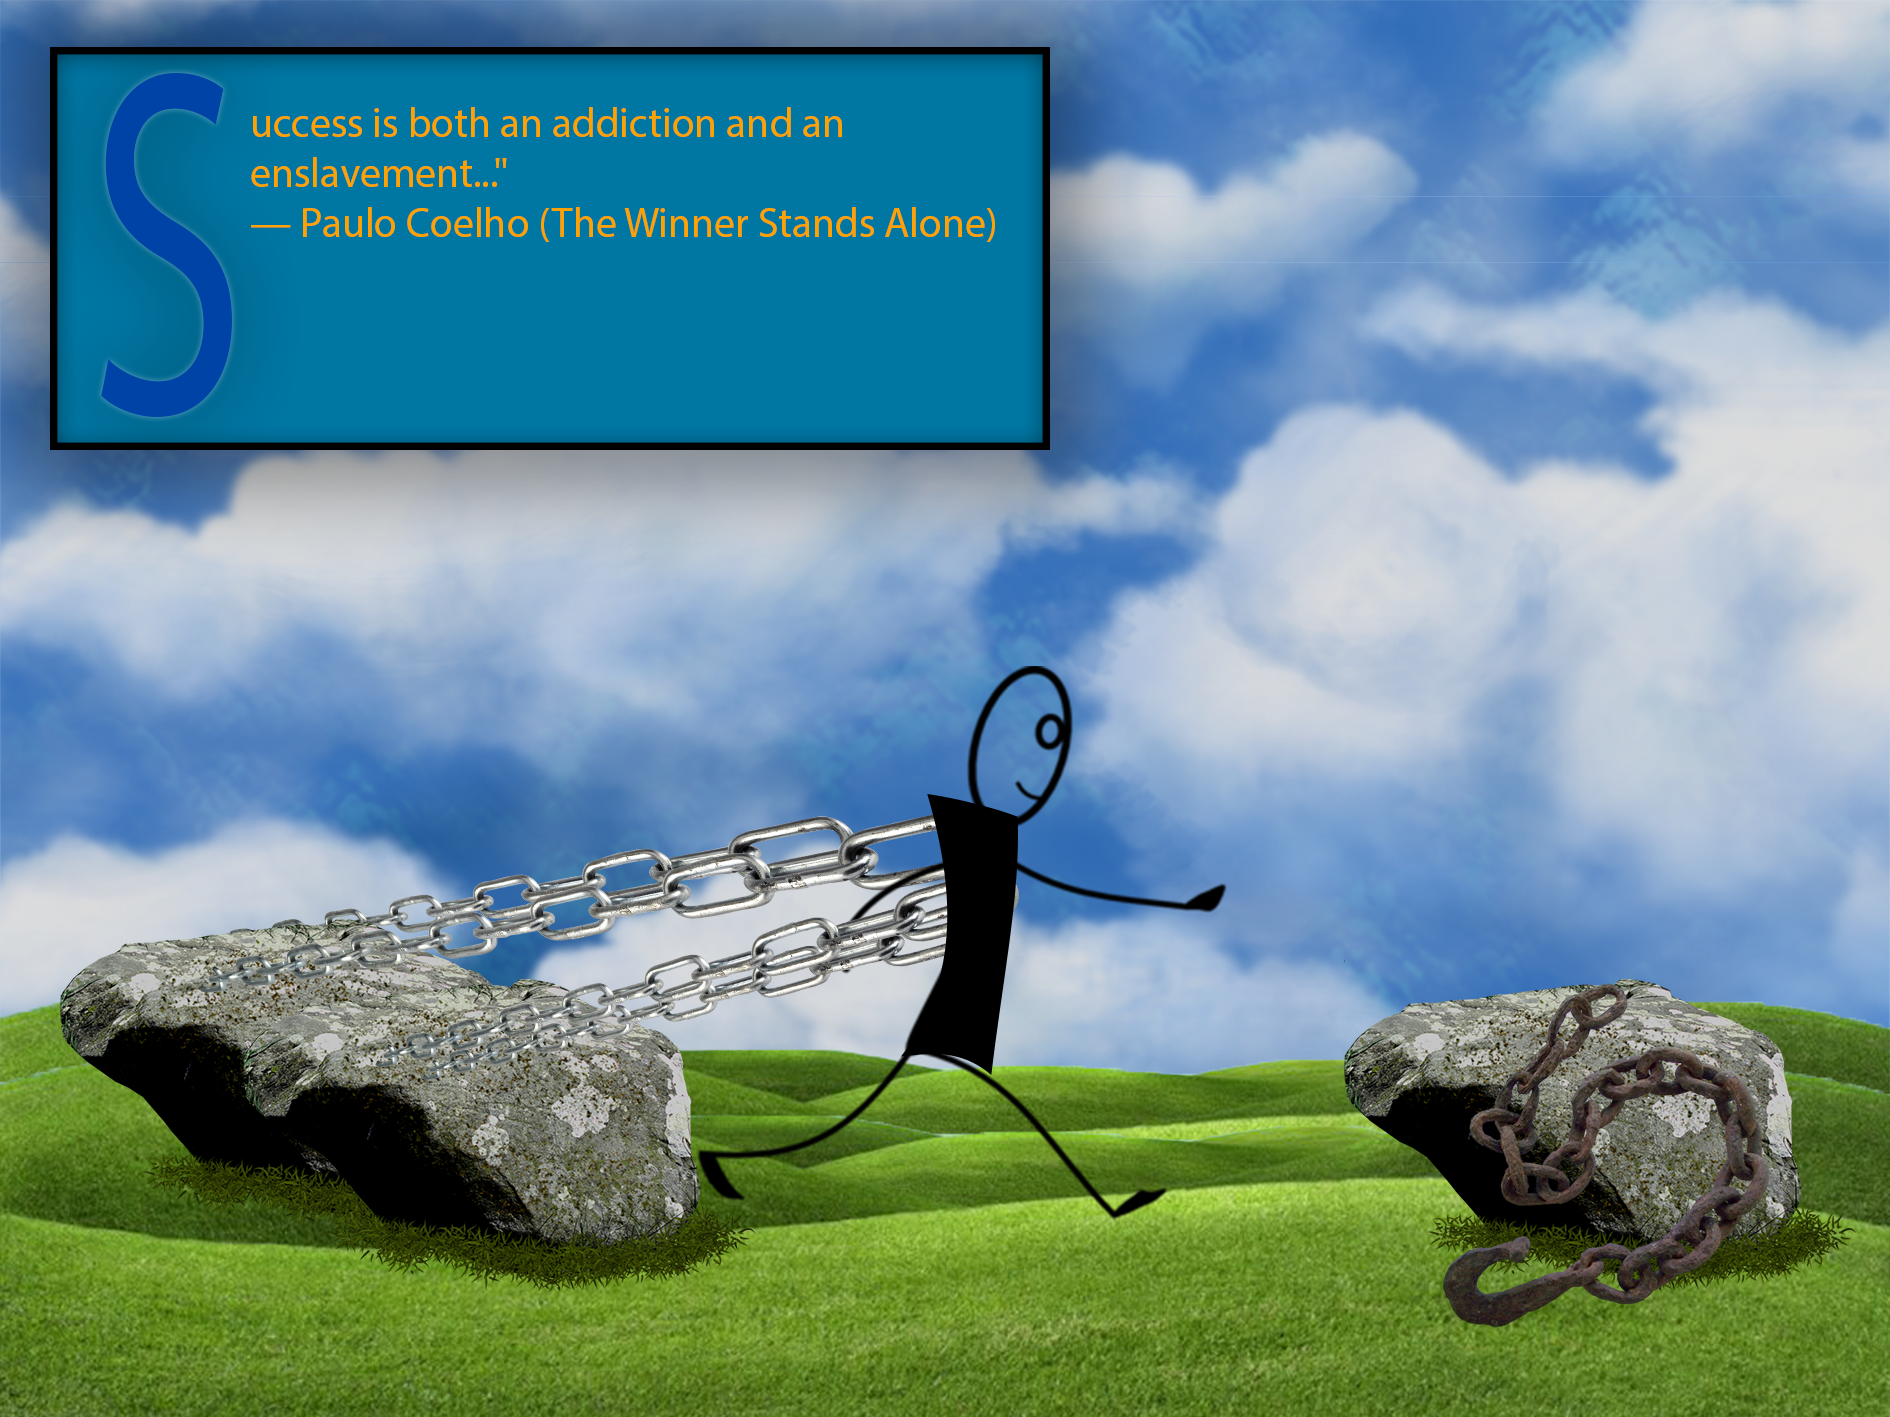 Success is both an addiction and an
enslavement..."
— Paulo Coelho (The Winner Stands Alone)